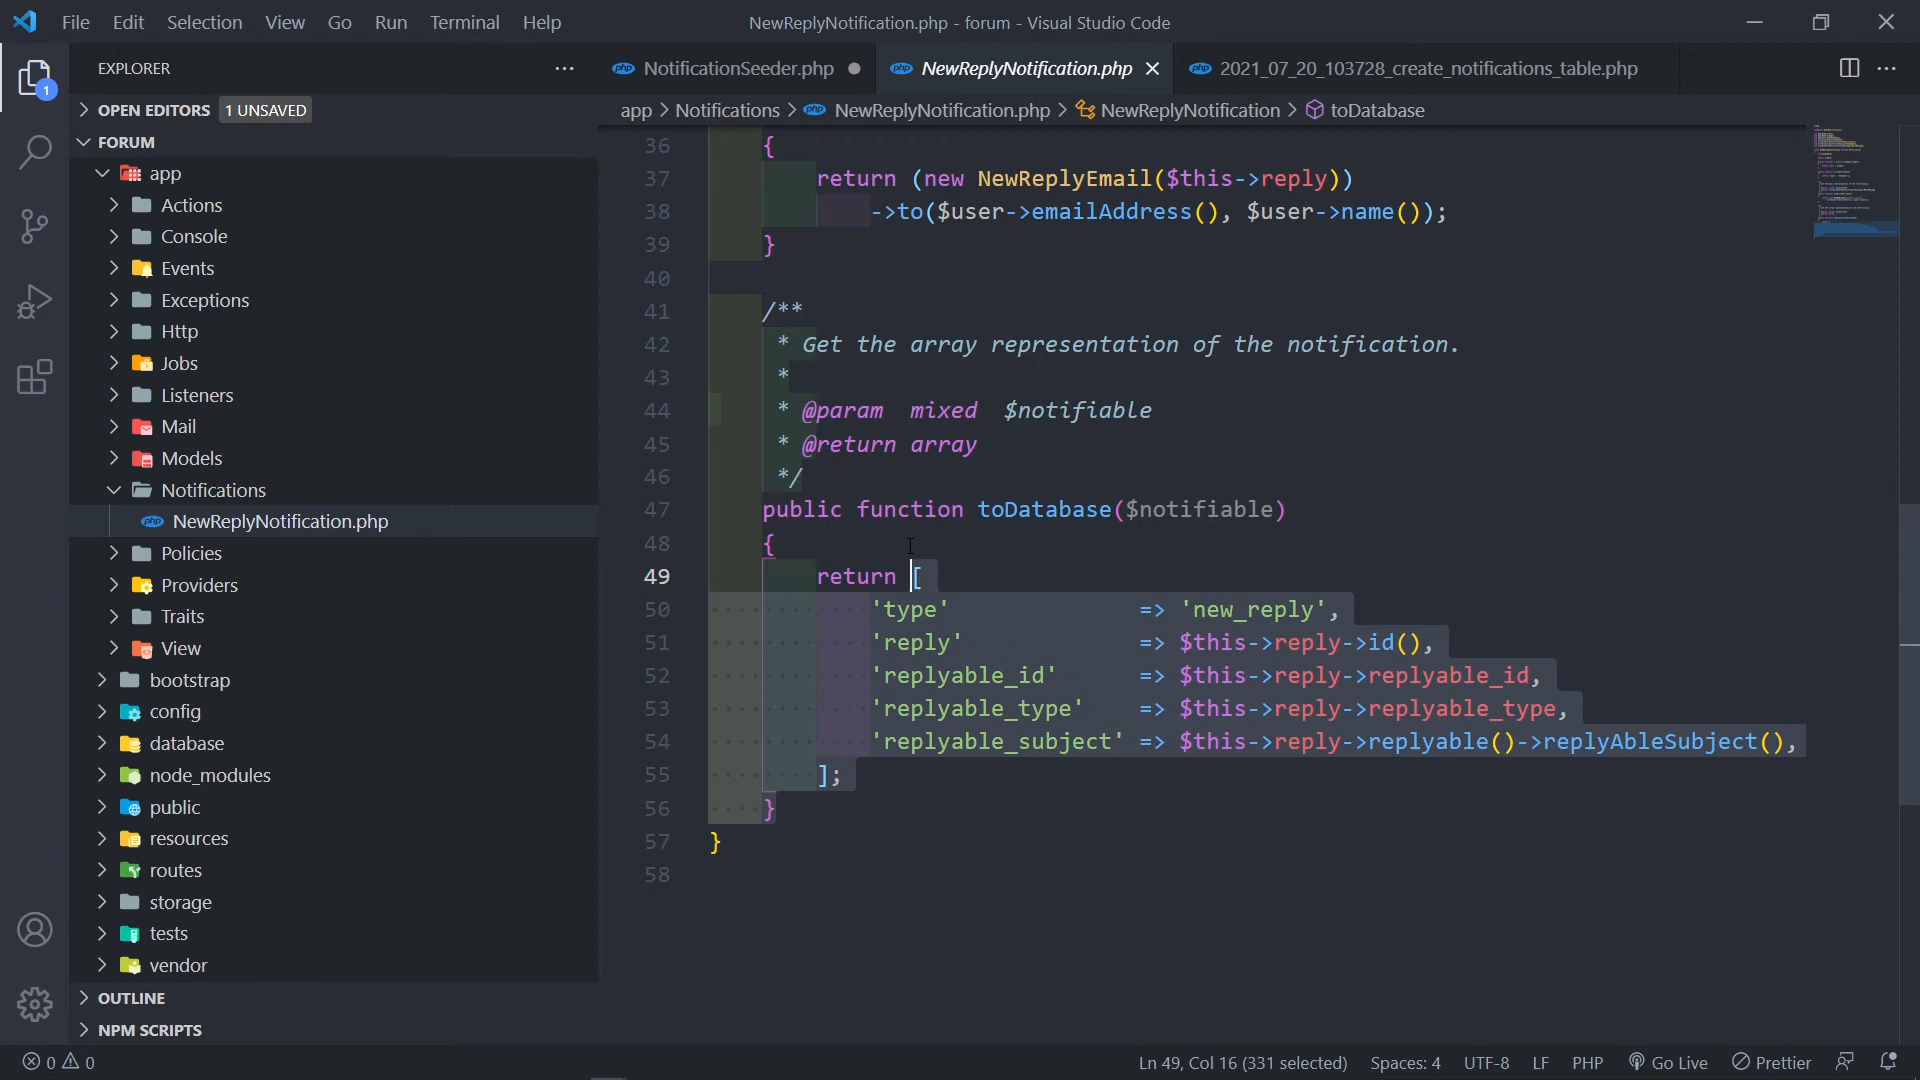 File Edit Selection View Go Run Terminal Help
NewReplyNotification.php - forum - Visual Studio Code
EXPLORER
1
OPEN EDITORS 1 UNSAVED
FORUM
app
Actions
Console
Events
Exceptions
Http
Jobs
Listeners
Mail
Models
Notifications
php NewReplyNotification.php
Policies
Providers
Traits
View
bootstrap
config
database
node_modules
public
resources
routes
storage
tests
vendor
OUTLINE
NPM SCRIPTS
php NotificationSeeder.php
php NewReplyNotification.php
php 2021_07_20_103728_create_notifications_table.php
app > Notifications > php NewReplyNotification.php > NewReplyNotification > toDatabase
36 {
37 return (new NewReplyEmail($this->reply))
38 ->to($user->emailAddress(), $user->name());
39 }
40
41 /**
42 * Get the array representation of the notification.
43 *
44 * @param mixed $notifiable
45 * @return array
46 */
47 public function toDatabase($notifiable)
48 {
49 return [
50 'type' => 'new_reply',
51 'reply' => $this->reply->id(),
52 'replyable_id' => $this->reply->replyable_id,
53 'replyable_type' => $this->reply->replyable_type,
54 'replyable_subject' => $this->reply->replyable()->replyAbleSubject(),
55 ];
56 }
57 }
58
0 0
Ln 49, Col 16 (331 selected) Spaces: 4 UTF-8 LF PHP Go Live Prettier